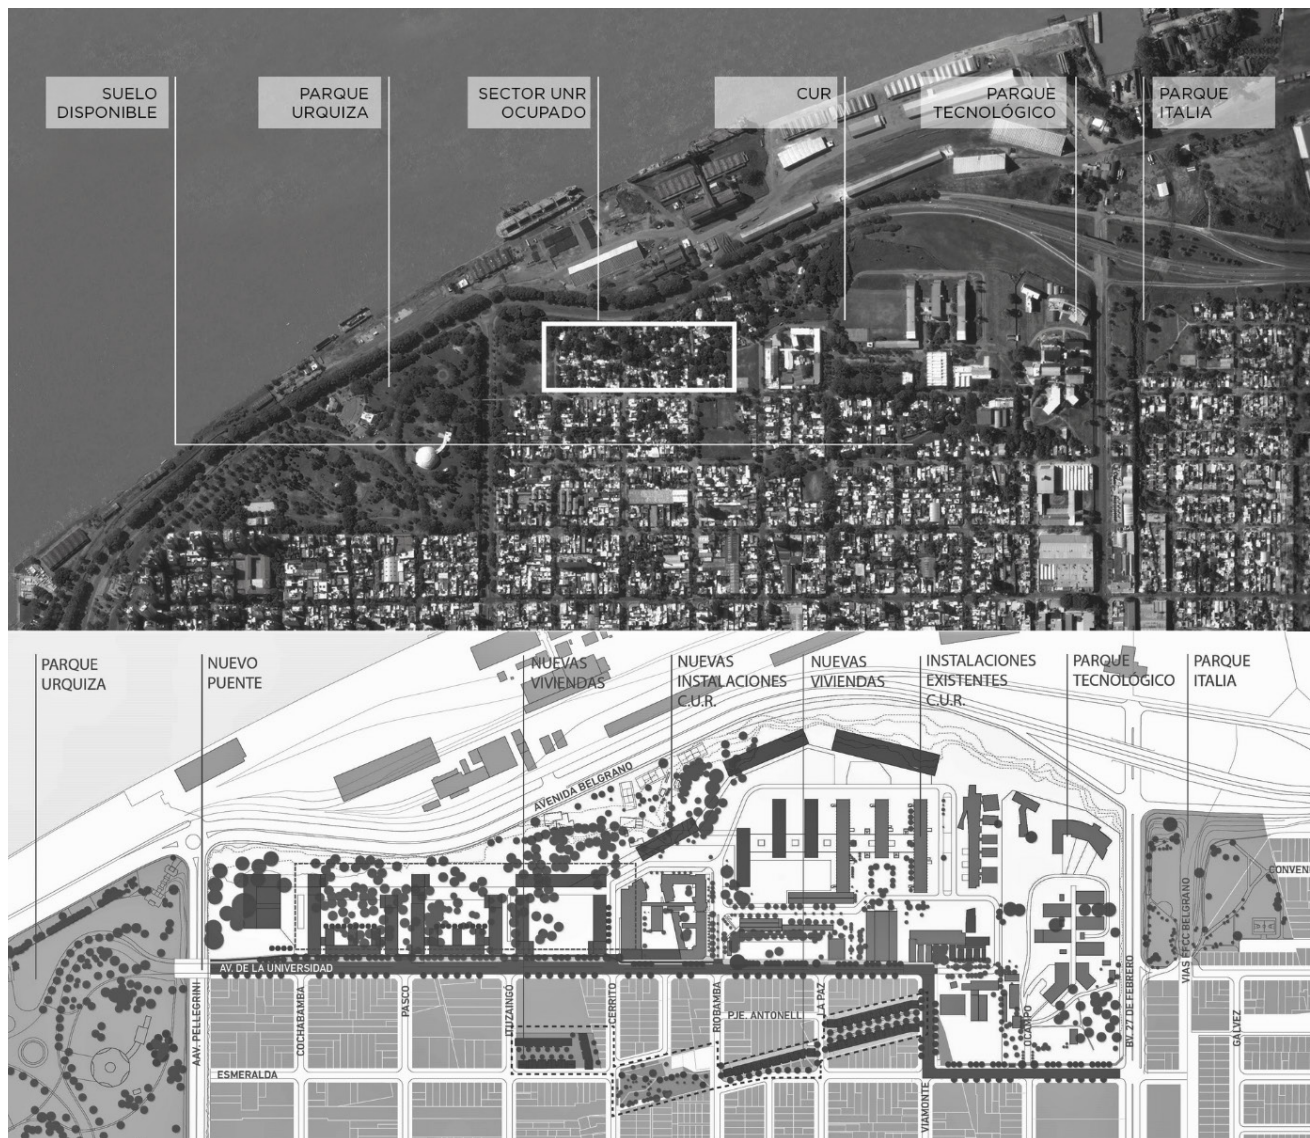 SUELO
DISPONIBLE
PARQUE
URQUIZA
SECTOR UNR
OCUPADO
CUR
PARQUE
TECNOLÓGICO
PARQUE
ITALIA
PARQUE
URQUIZA
NUEVO
PUENTE
NUEVAS
VIVIENDAS
NUEVAS
INSTALACIONES
C.U.R.
NUEVAS
VIVIENDAS
INSTALACIONES
EXISTENTES
C.U.R.
PARQUE
TECNOLÓGICO
PARQUE
ITALIA
AVENIDA BELGRANO
CONVENC
AV. DE LA UNIVERSIDAD
AAV. PELLEGRINI
COCHABAMBA
PASCO
ITUZAINGÓ
CERRITO
RIOBAMBA
PJE. ANTONELLI
LA PAZ
VIAMONTE
OCAMPO
BV. 27 DE FEBRERO
VIAS FFCC BELGRANO
GALVEZ
ESMERALDA